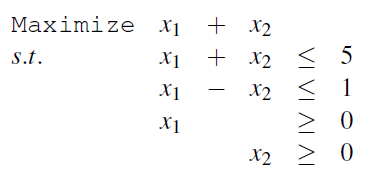 Maximize x₁ + x₂
s.t. x₁ + x₂ ≤ 5
x₁ − x₂ ≤ 1
x₁ ≥ 0
x₂ ≥ 0